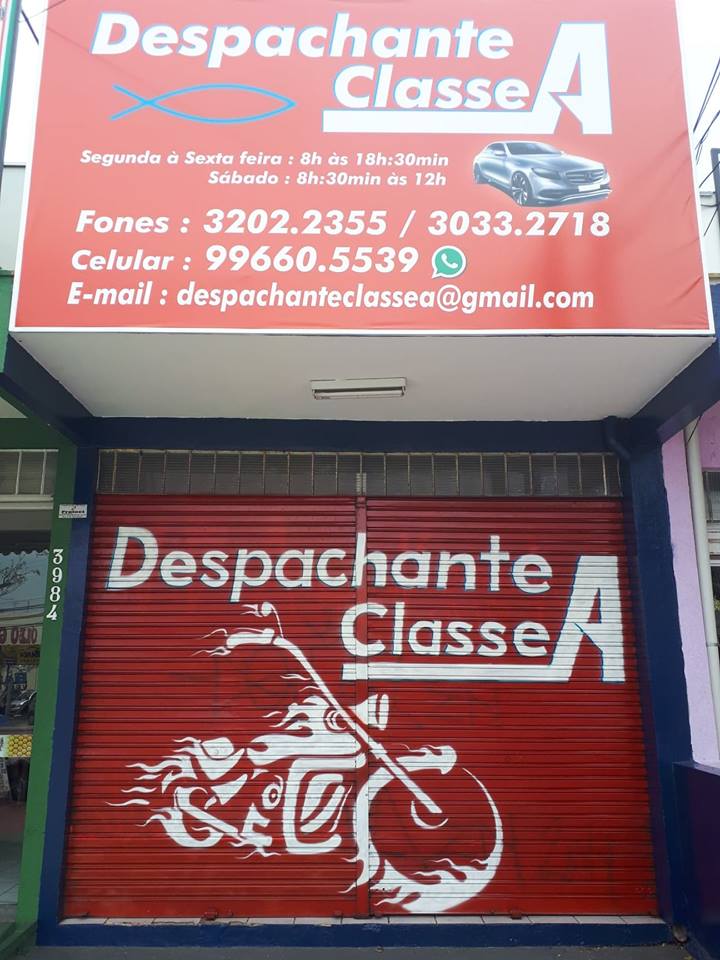 Despachante
Classe A
Segunda à Sexta feira : 8h às 18h:30min
Sábado : 8h:30min às 12h
Fones : 3202.2355 / 3033.2718
Celular : 99660.5539
E-mail : despachanteclassea@gmail.com
3984
Despachante
Classe A